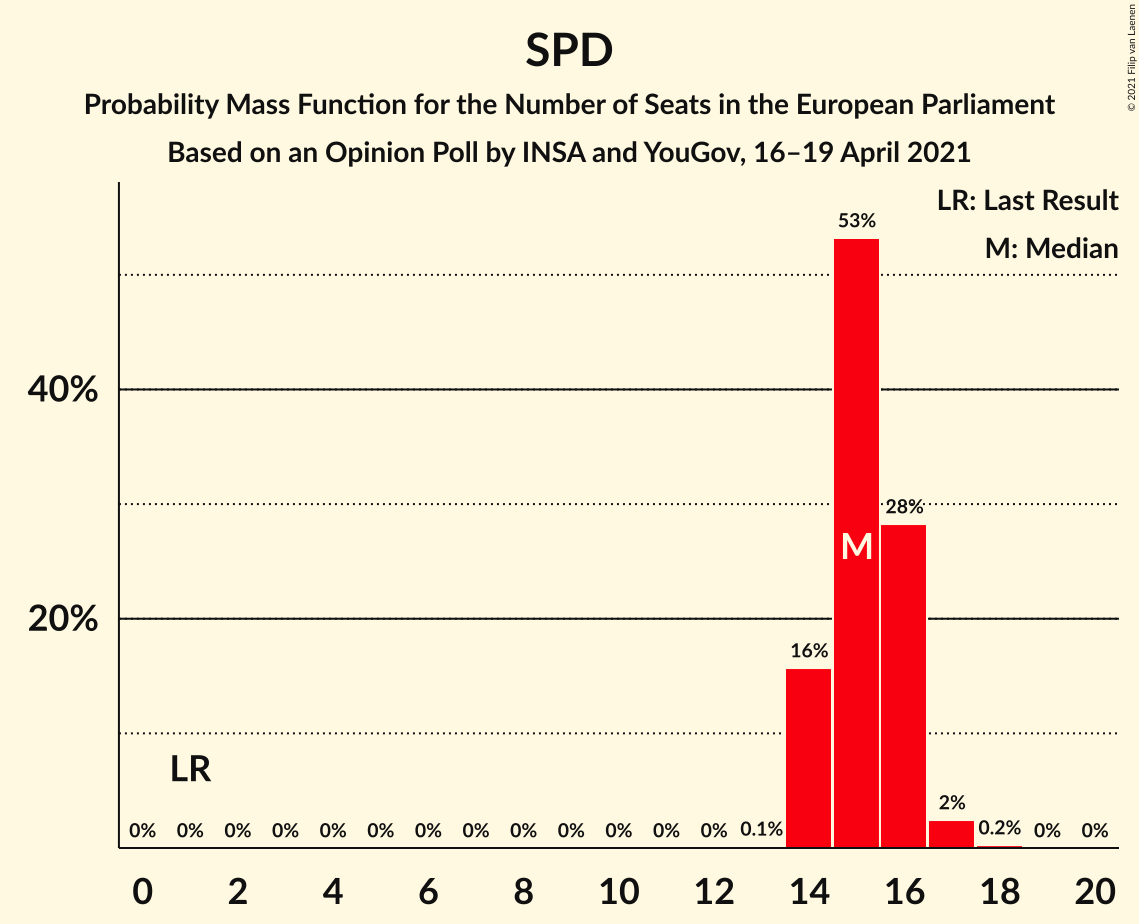 SPD
Probability Mass Function for the Number of Seats in the European Parliament
Based on an Opinion Poll by INSA and YouGov, 16–19 April 2021
© 2021 Filip van Laenen
LR: Last Result
M: Median
53%
40%
28%
M
20%
16%
LR
0% 0% 0% 0% 0% 0% 0% 0% 0% 0% 0% 0% 0% 0.1% 2% 0.2% 0% 0%
0 2 4 6 8 10 12 14 16 18 20